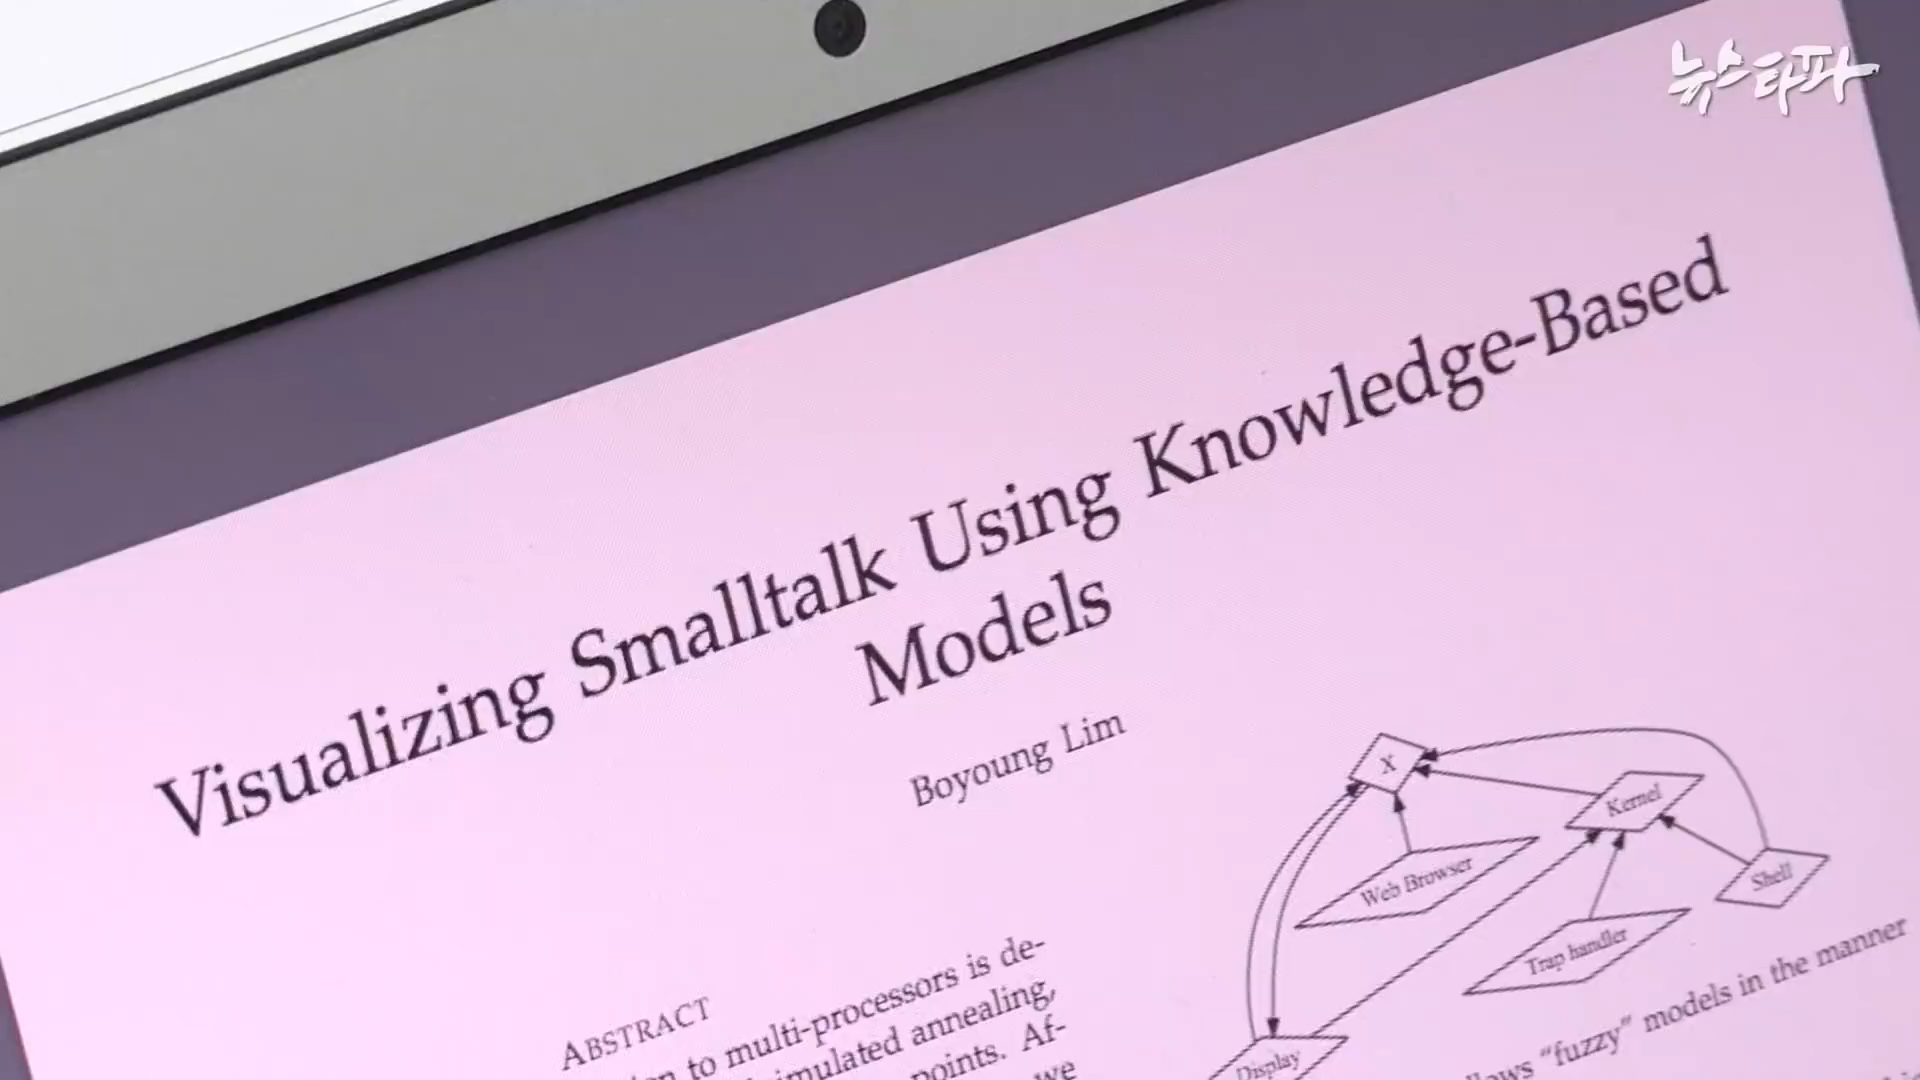 뉴스타파
Visualizing Smalltalk Using Knowledge-Based
Models
Boyoung Lim
X
Kernel
Web Browser
Shell
Trap handler
Display
ABSTRACT
to multi-processors is de-
simulated annealing,
points. Af-
we
"fuzzy" models in the manner